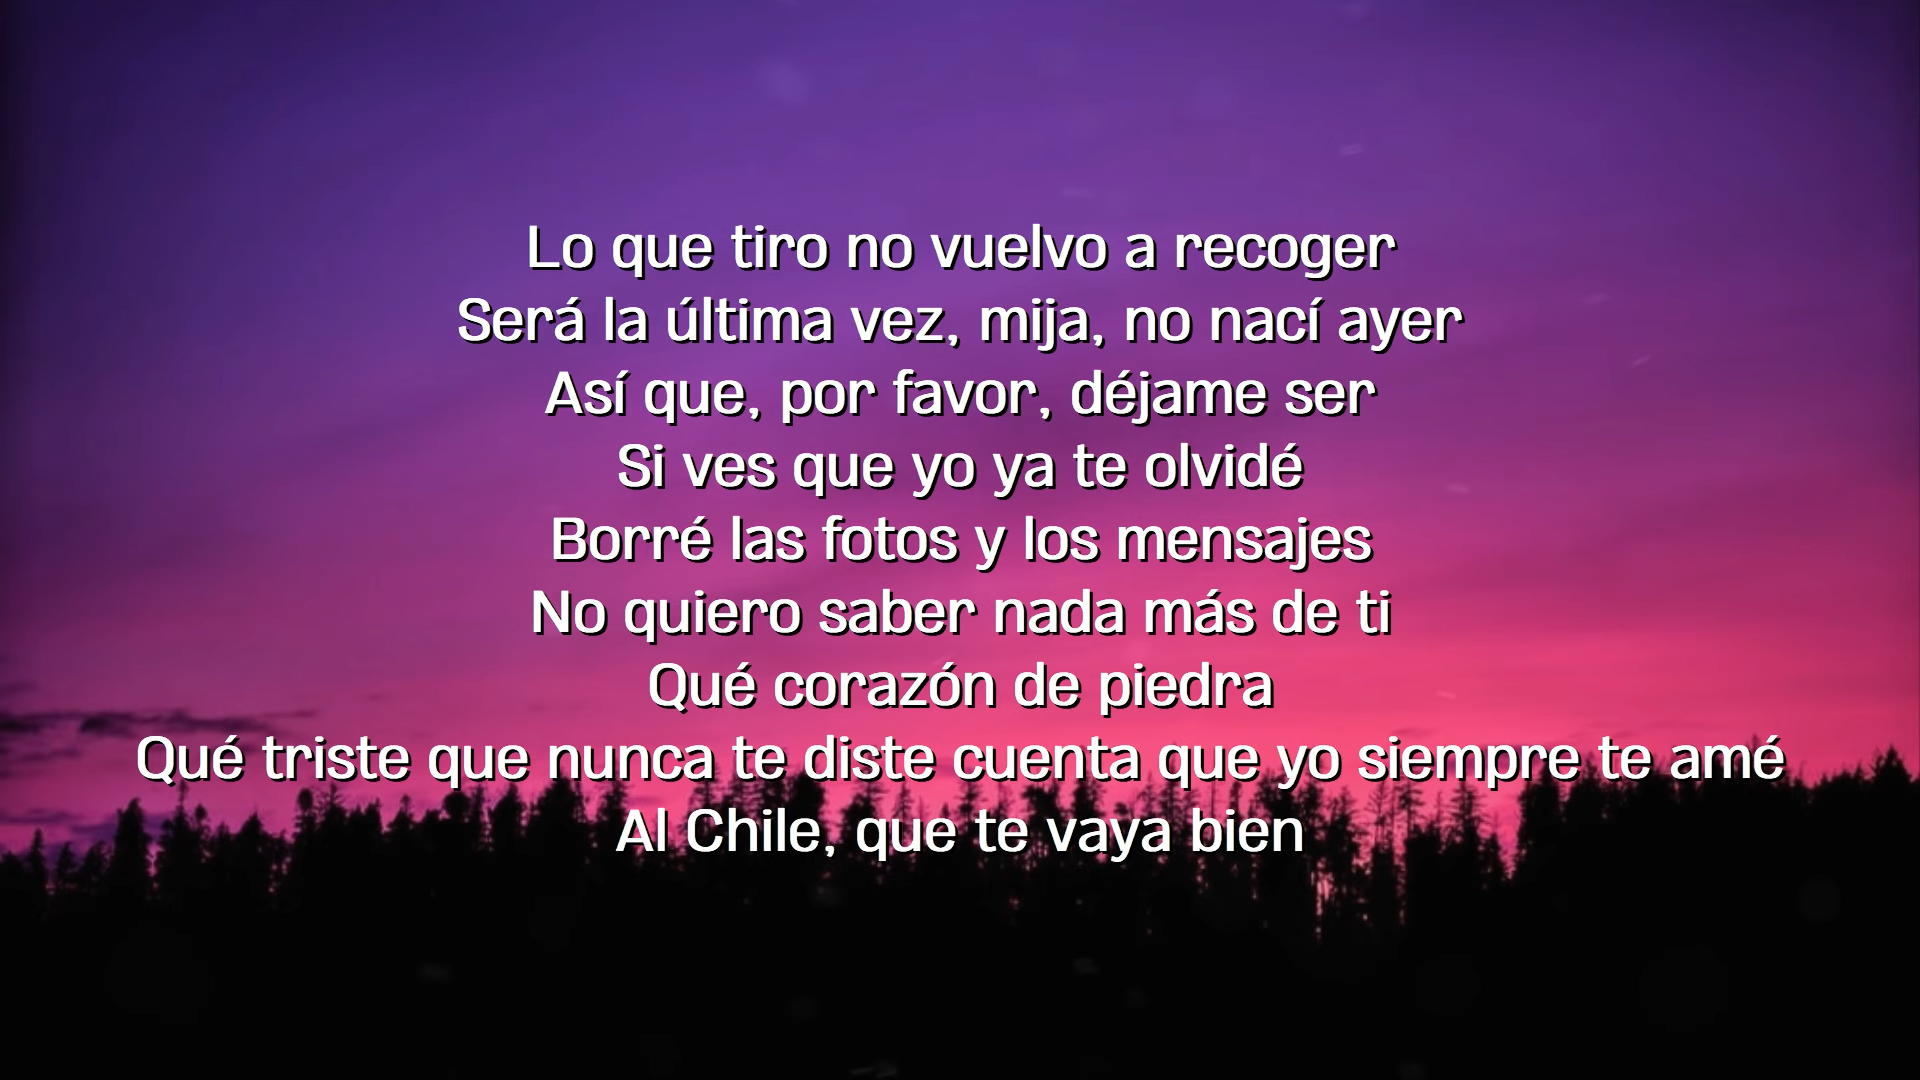 Lo que tiro no vuelvo a recoger
Será la última vez, mija, no nací ayer
Así que, por favor, déjame ser
Si ves que yo ya te olvidé
Borré las fotos y los mensajes
No quiero saber nada más de ti
Qué corazón de piedra
Qué triste que nunca te diste cuenta que yo siempre te amé
Al Chile, que te vaya bien